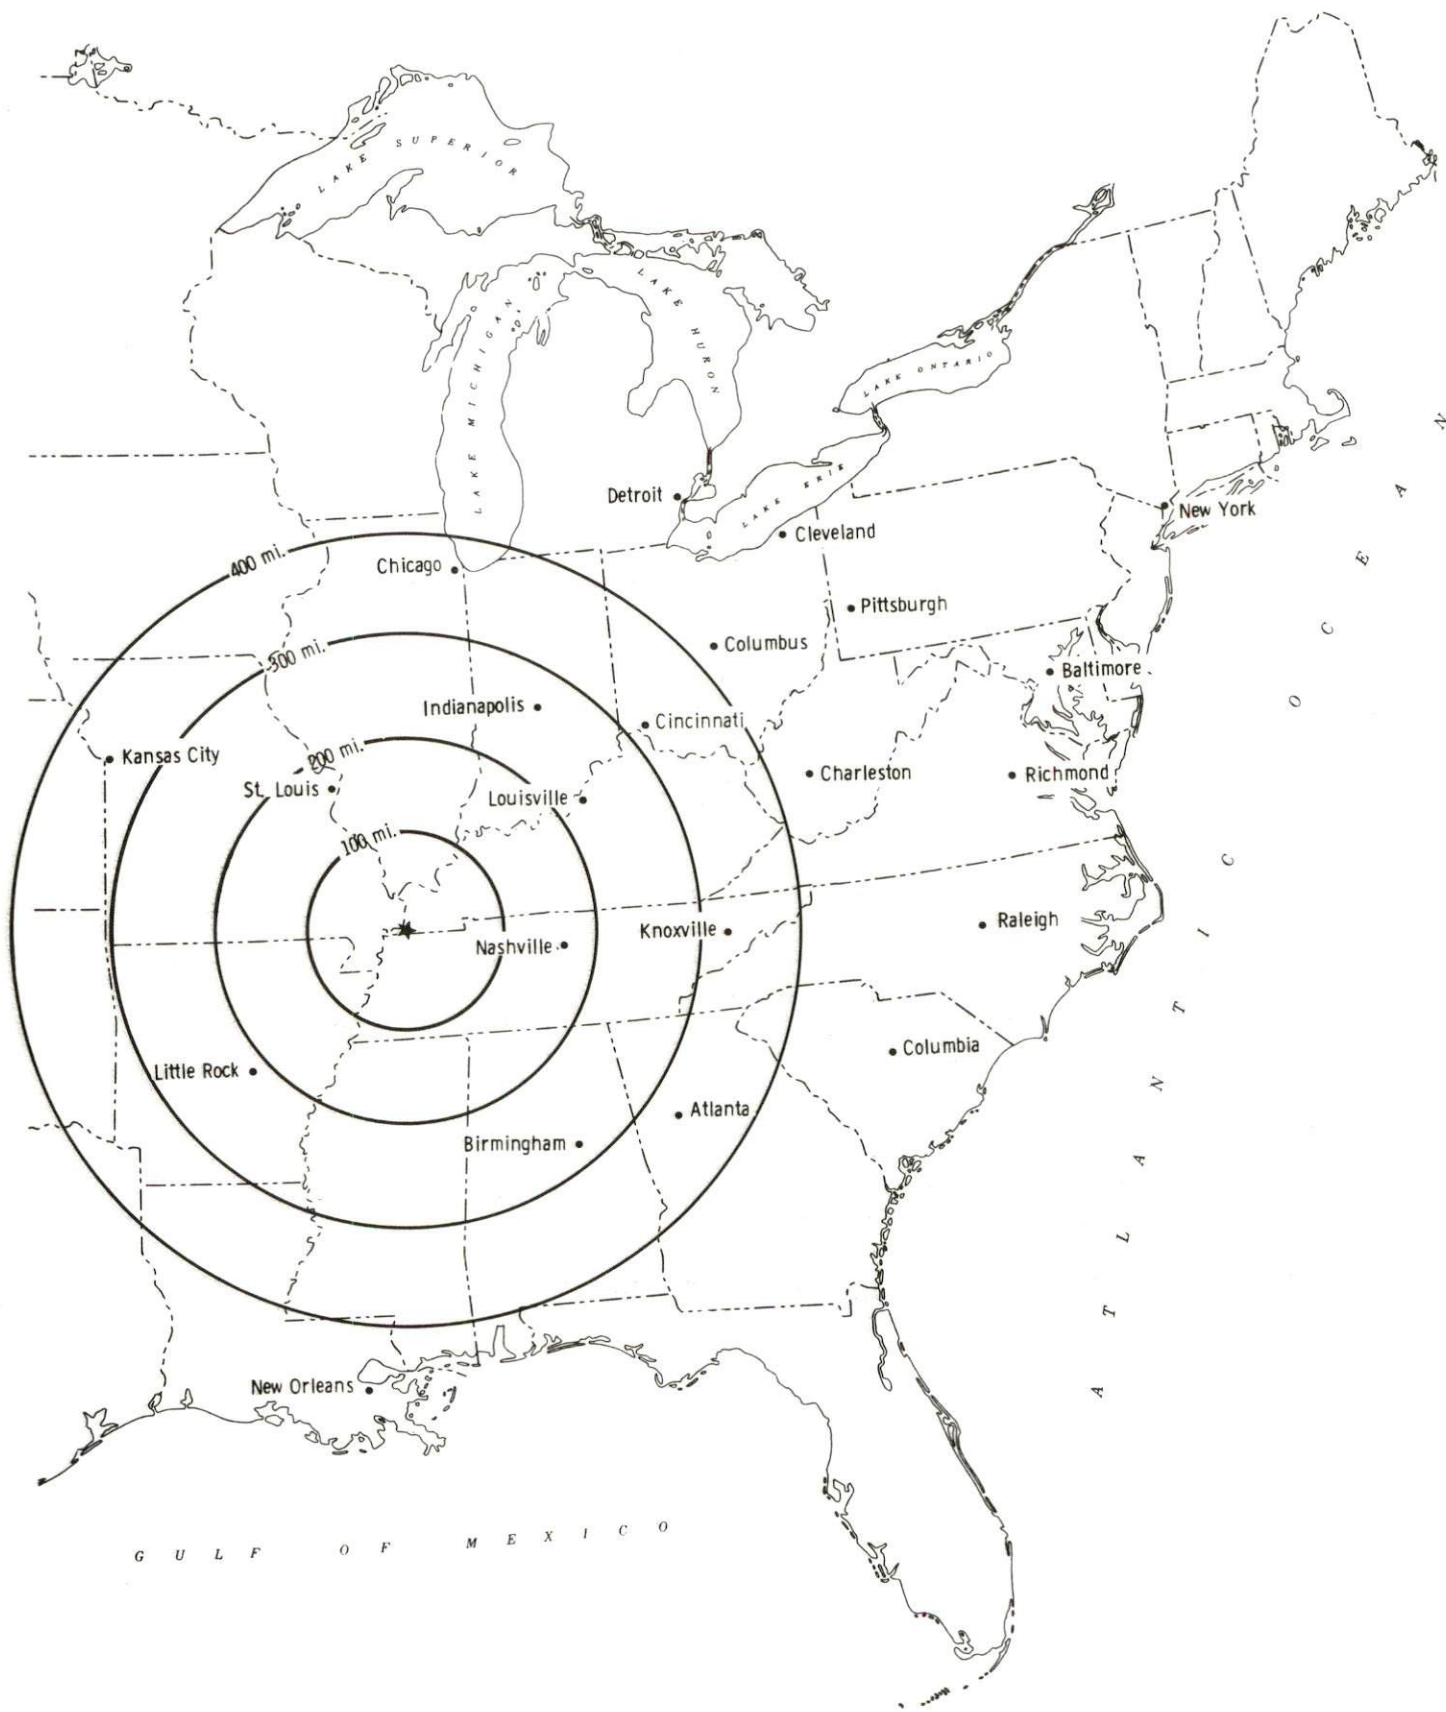 LAKE SUPERIOR
LAKE MICHIGAN
LAKE HURON
LAKE ONTARIO
LAKE ERIE
Detroit
Cleveland
New York
400 mi.
Chicago
Pittsburgh
Columbus
300 mi.
Baltimore
Indianapolis
Cincinnati
Kansas City
200 mi.
St. Louis
Louisville
Charleston
Richmond
100 mi.
Nashville
Knoxville
Raleigh
Little Rock
Columbia
Atlanta
Birmingham
New Orleans
ATLANTIC OCEAN
GULF OF MEXICO